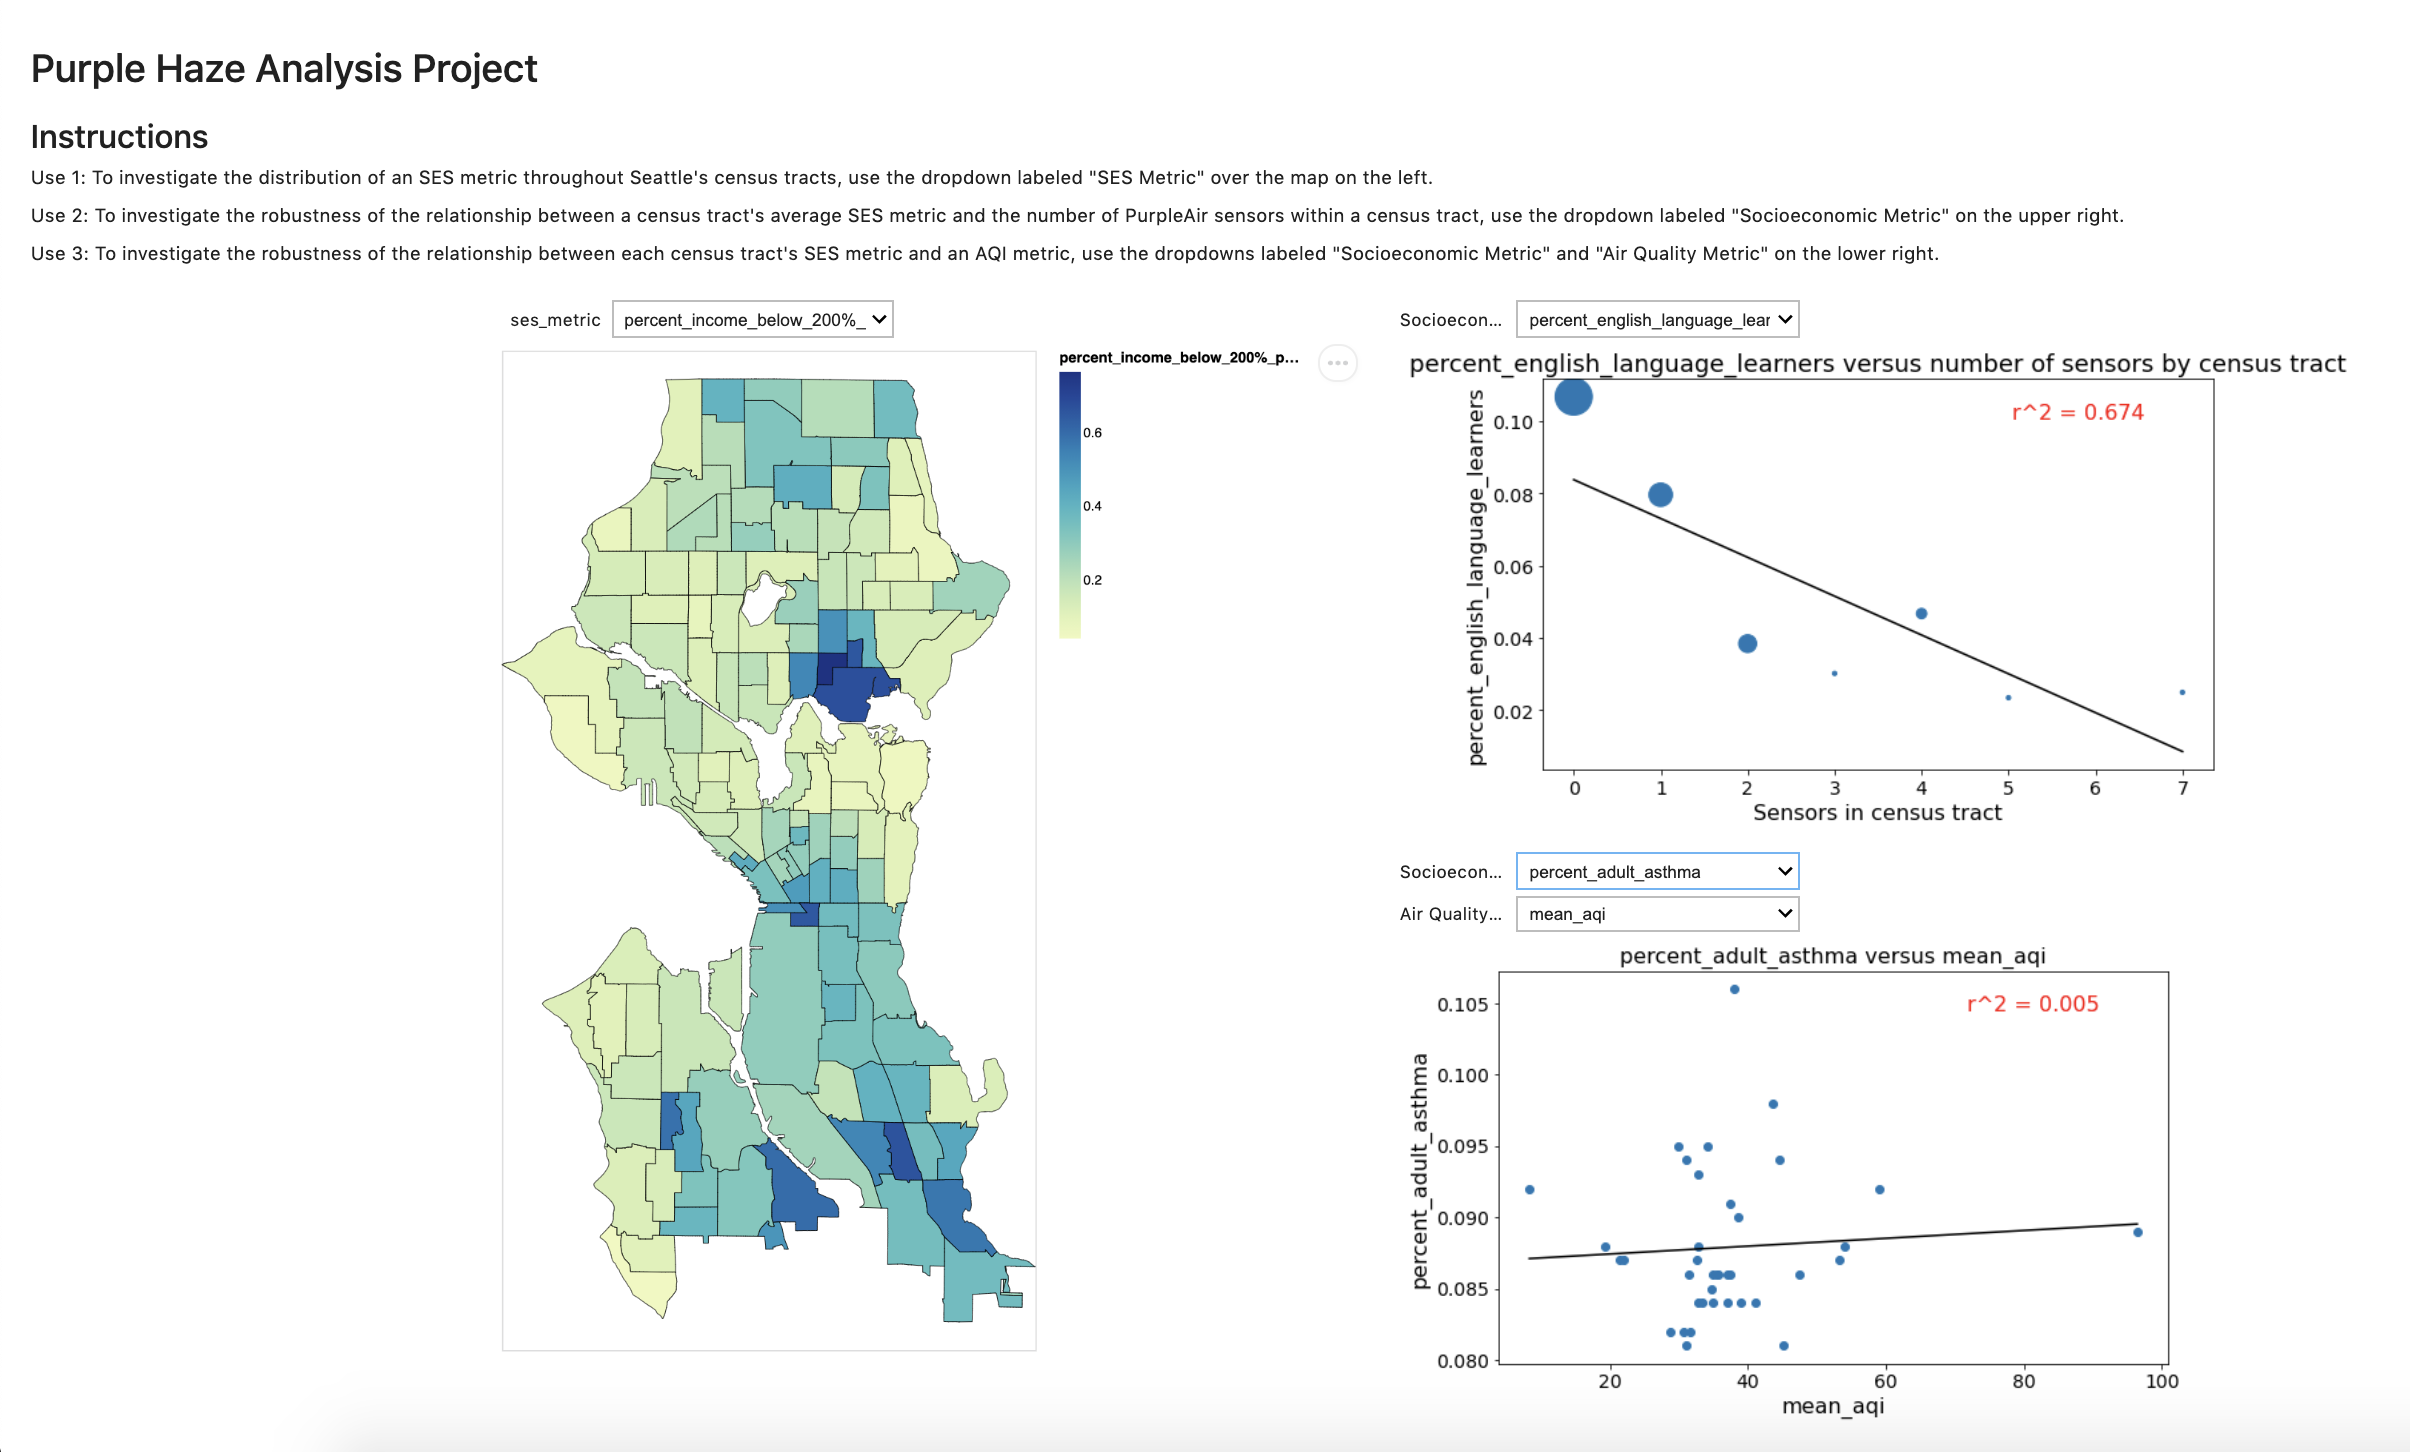 Purple Haze Analysis Project
Instructions
Use 1: To investigate the distribution of an SES metric throughout Seattle's census tracts, use the dropdown labeled "SES Metric" over the map on the left.
Use 2: To investigate the robustness of the relationship between a census tract's average SES metric and the number of PurpleAir sensors within a census tract, use the dropdown labeled "Socioeconomic Metric" on the upper right.
Use 3: To investigate the robustness of the relationship between each census tract's SES metric and an AQI metric, use the dropdowns labeled "Socioeconomic Metric" and "Air Quality Metric" on the lower right.
ses_metric
percent_income_below_200%_
percent_income_below_200%_p...
0.6
0.4
0.2
Socioecon...
percent_english_language_lear
percent_english_language_learners versus number of sensors by census tract
r^2 = 0.674
percent_english_language_learners
0.10
0.08
0.06
0.04
0.02
0 1 2 3 4 5 6 7
Sensors in census tract
Socioecon...
percent_adult_asthma
Air Quality...
mean_aqi
percent_adult_asthma versus mean_aqi
r^2 = 0.005
percent_adult_asthma
0.105
0.100
0.095
0.090
0.085
0.080
20 40 60 80 100
mean_aqi